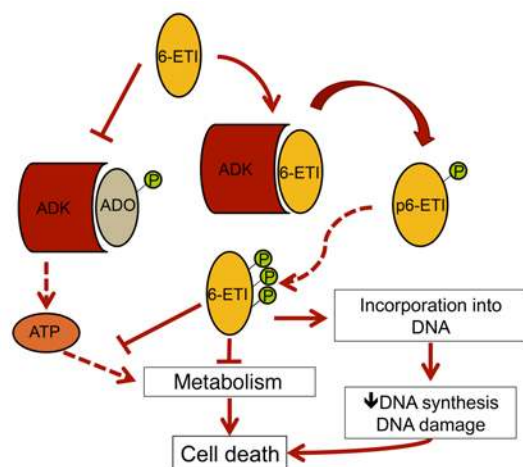 6-ETI
ADK
ADO
P
ADK
6-ETI
P
p6-ETI
P
P
P
6-ETI
ATP
Incorporation into
DNA
Metabolism
🡻DNA synthesis
DNA damage
Cell death